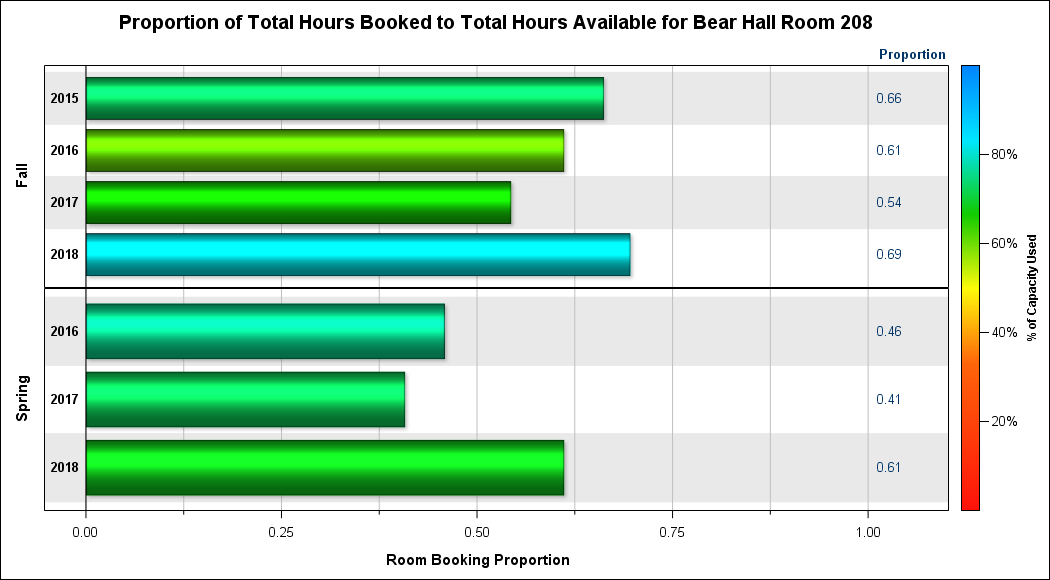 Proportion of Total Hours Booked to Total Hours Available for Bear Hall Room 208
Proportion
Fall
2015 0.66
2016 0.61
2017 0.54
2018 0.69
Spring
2016 0.46
2017 0.41
2018 0.61
0.00 0.25 0.50 0.75 1.00
Room Booking Proportion
80%
60%
40%
20%
% of Capacity Used